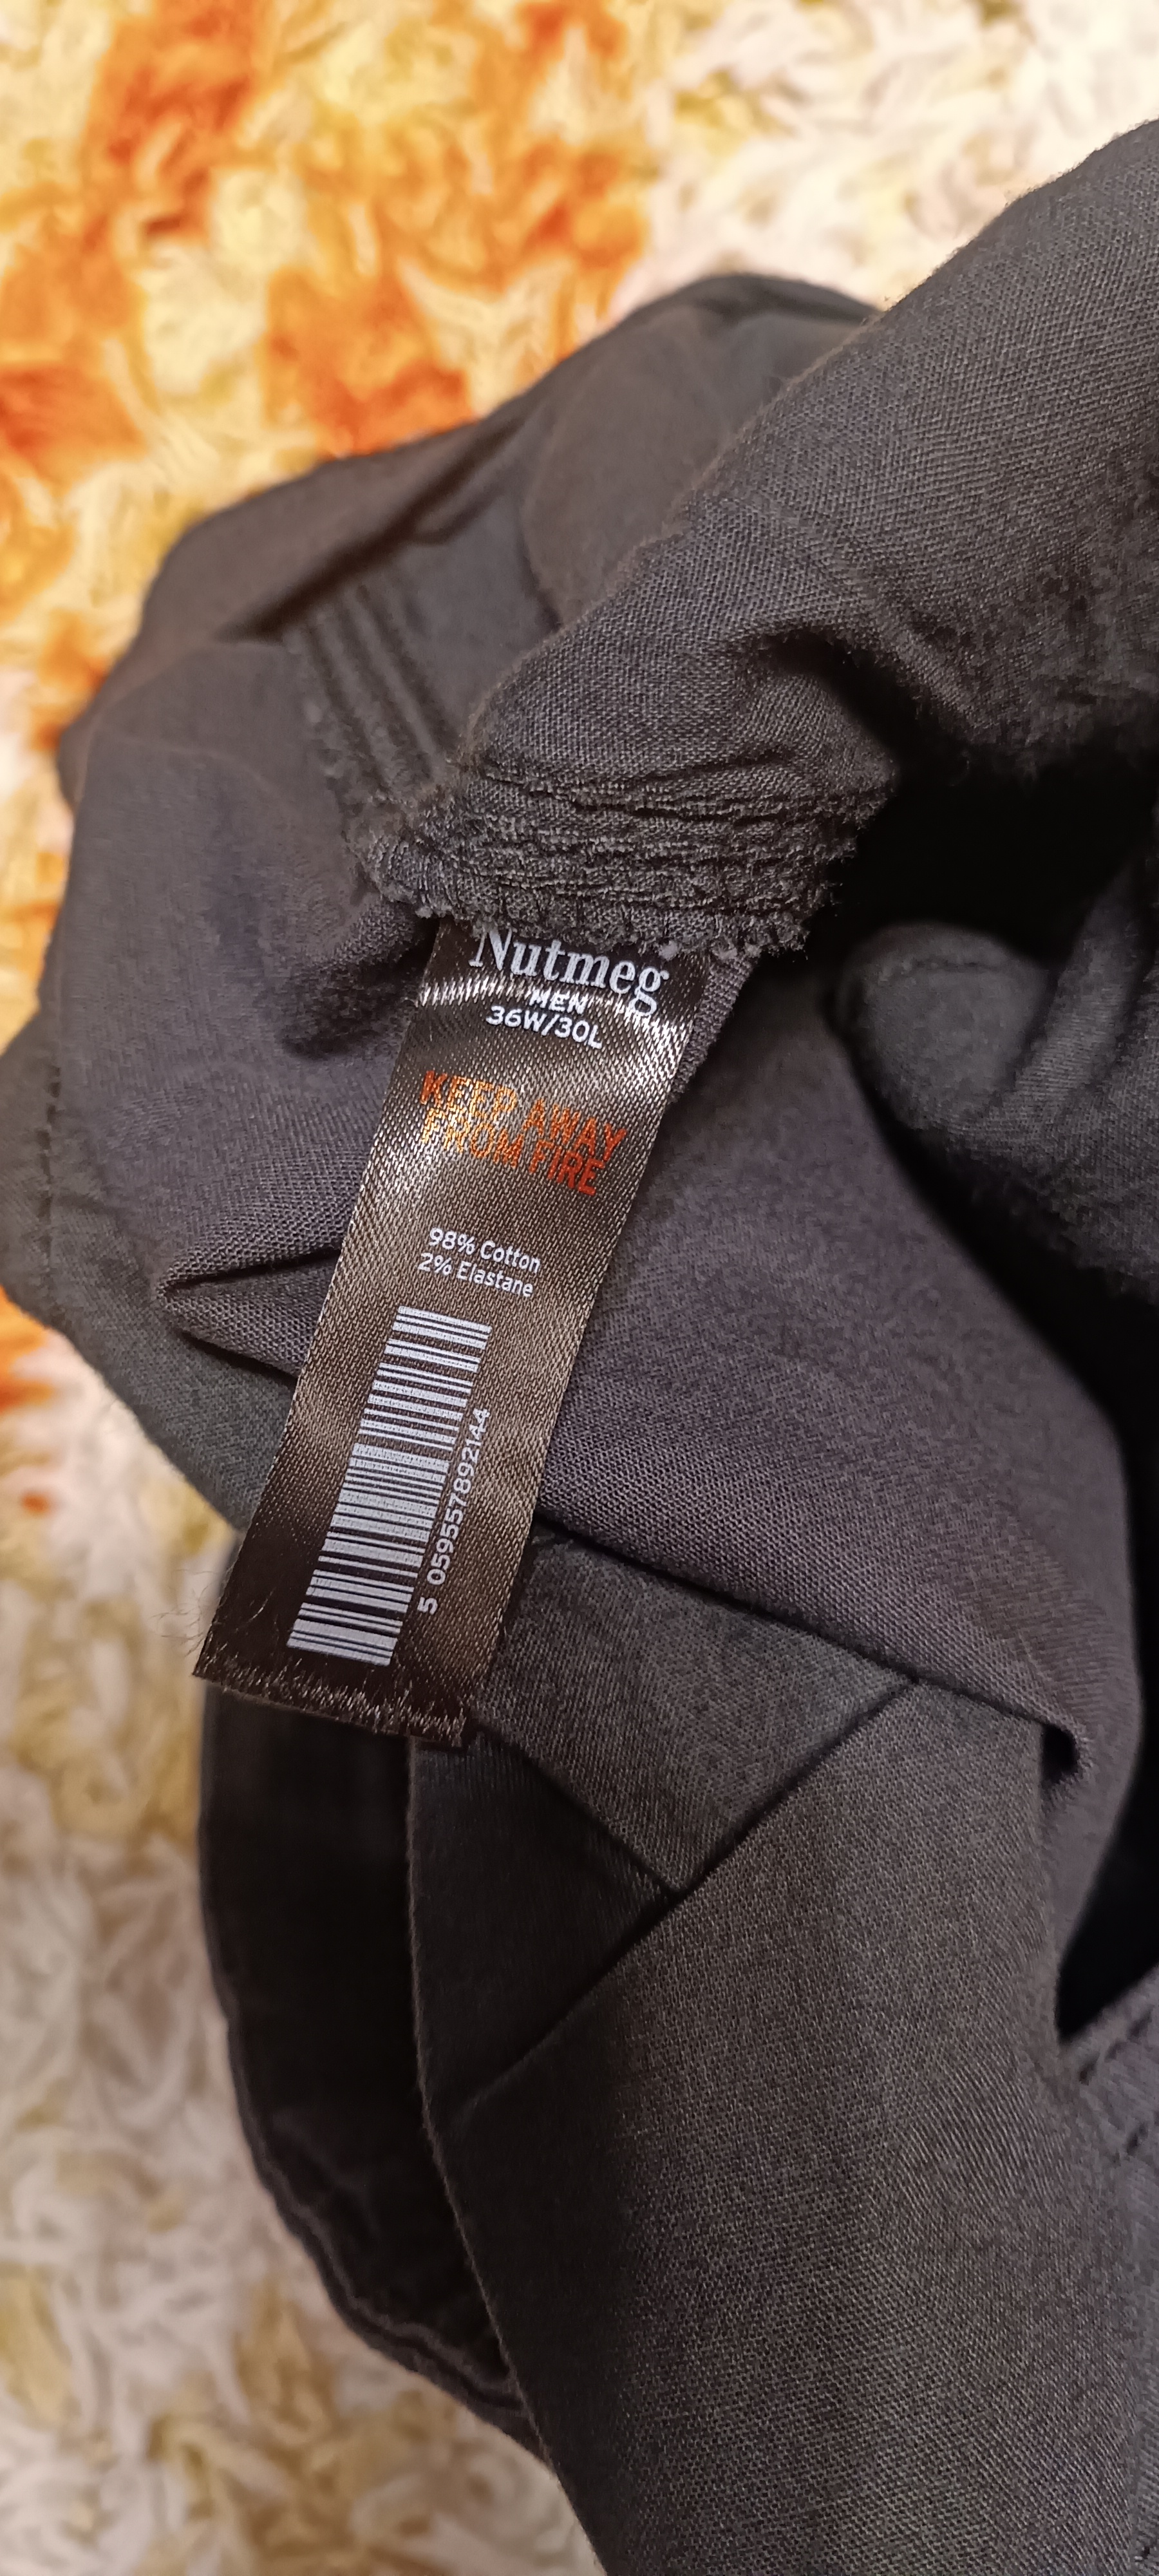 Nutmeg
MEN
36W/30L
KEEP AWAY
FROM FIRE
98% Cotton
2% Elastane
5 059557892144